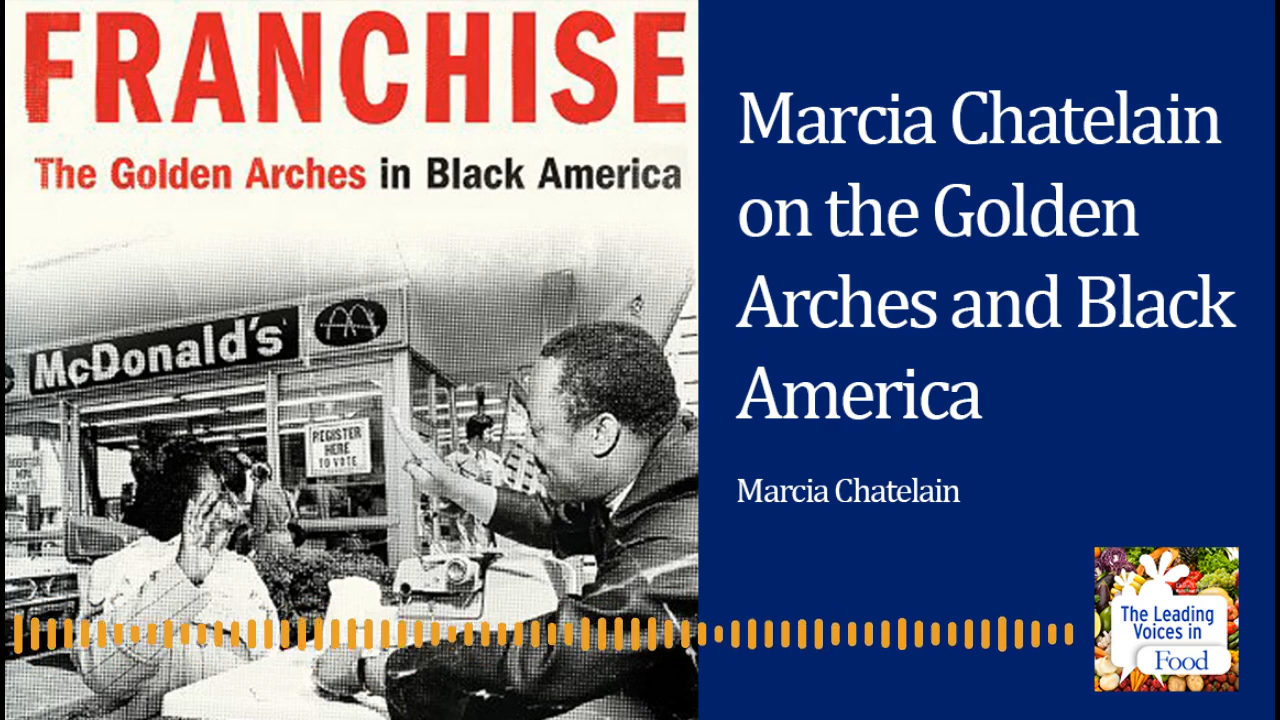 FRANCHISE
The Golden Arches in Black America
McDonald's
REGISTER
HERE
TO VOTE
Marcia Chatelain
on the Golden
Arches and Black
America
Marcia Chatelain
The Leading
Voices in
Food